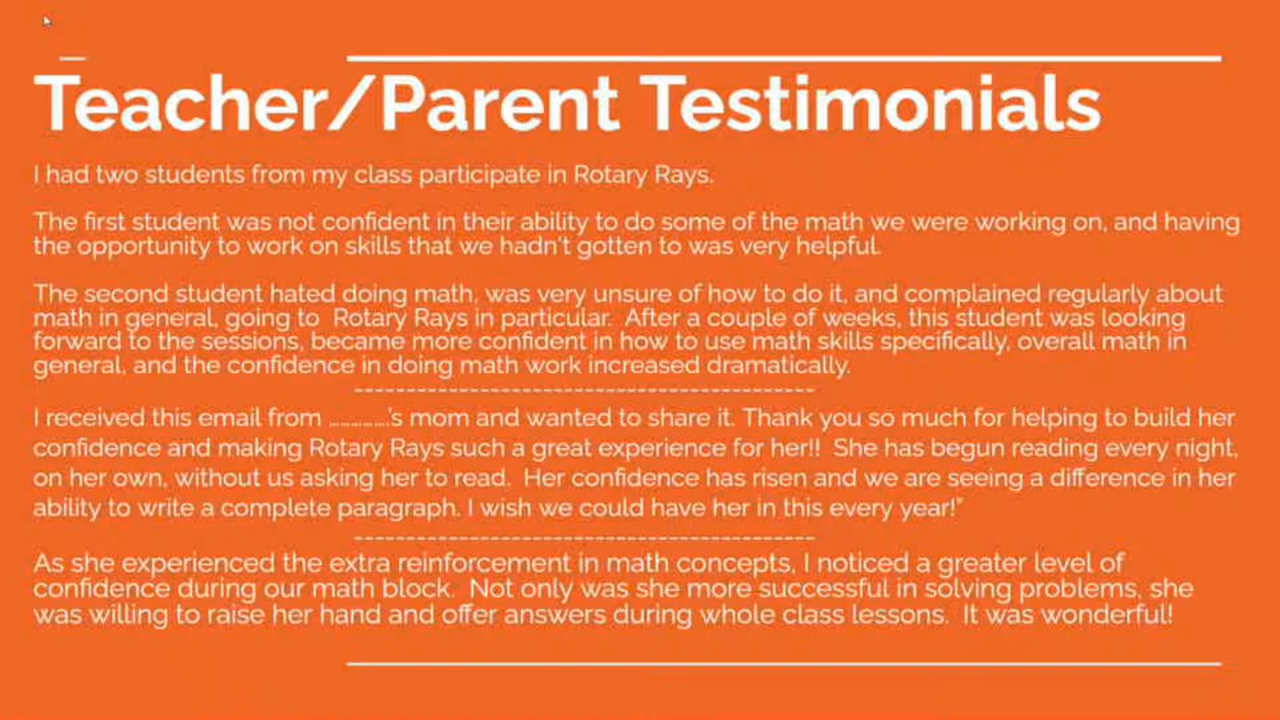 Teacher/Parent Testimonials
I had two students from my class participate in Rotary Rays.
The first student was not confident in their ability to do some of the math we were working on, and having
the opportunity to work on skills that we hadn't gotten to was very helpful.
The second student hated doing math, was very unsure of how to do it, and complained regularly about
math in general, going to  Rotary Rays in particular.  After a couple of weeks, this student was looking
forward to the sessions, became more confident in how to use math skills specifically, overall math in
general, and the confidence in doing math work increased dramatically.
--------------------------------------------
I received this email from ..............'s mom and wanted to share it. Thank you so much for helping to build her
confidence and making Rotary Rays such a great experience for her!!  She has begun reading every night,
on her own, without us asking her to read.  Her confidence has risen and we are seeing a difference in her
ability to write a complete paragraph. I wish we could have her in this every year!"
--------------------------------------------
As she experienced the extra reinforcement in math concepts, I noticed a greater level of
confidence during our math block.  Not only was she more successful in solving problems, she
was willing to raise her hand and offer answers during whole class lessons.  It was wonderful!